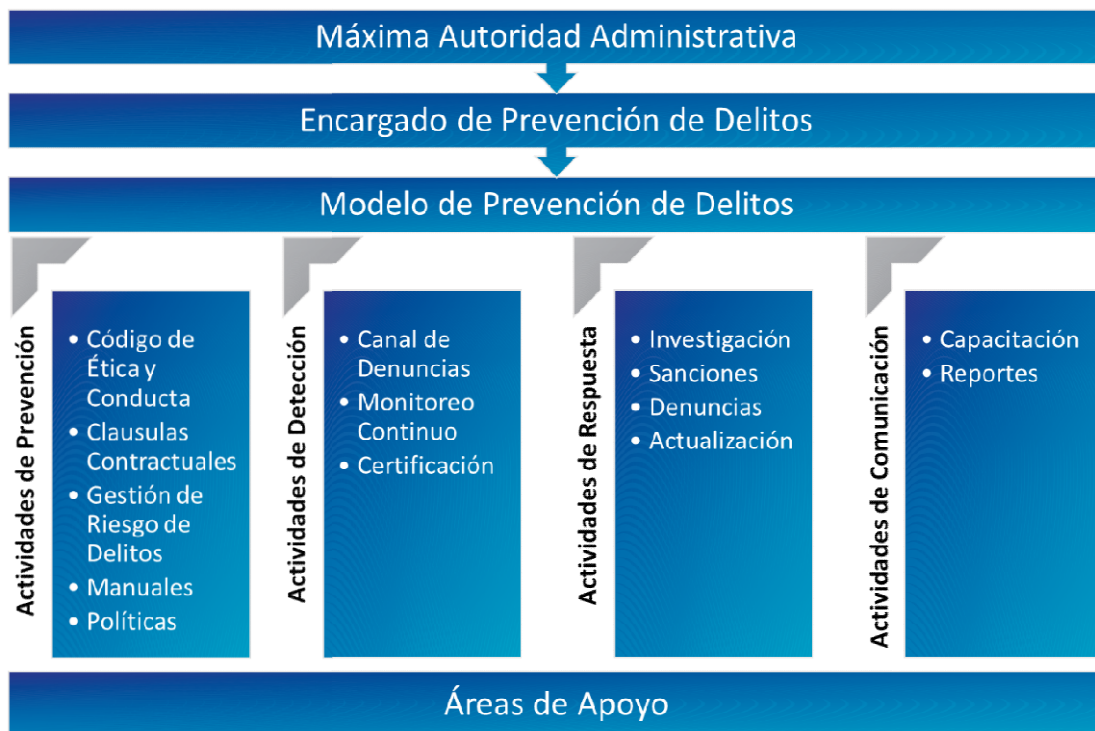 Máxima Autoridad Administrativa
Encargado de Prevención de Delitos
Modelo de Prevención de Delitos
Actividades de Prevención
• Código de
Ética y
Conducta
• Clausulas
Contractuales
• Gestión de
Riesgo de
Delitos
• Manuales
• Políticas
Actividades de Detección
• Canal de
Denuncias
• Monitoreo
Continuo
• Certificación
Actividades de Respuesta
• Investigación
• Sanciones
• Denuncias
• Actualización
Actividades de Comunicación
• Capacitación
• Reportes
Áreas de Apoyo